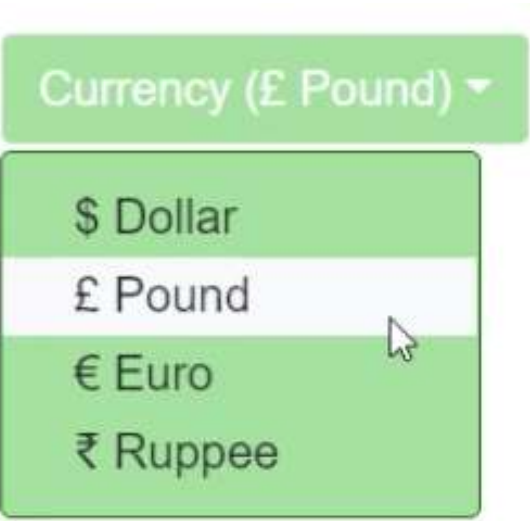 Currency (£ Pound)
$ Dollar
£ Pound
€ Euro
₹ Ruppee